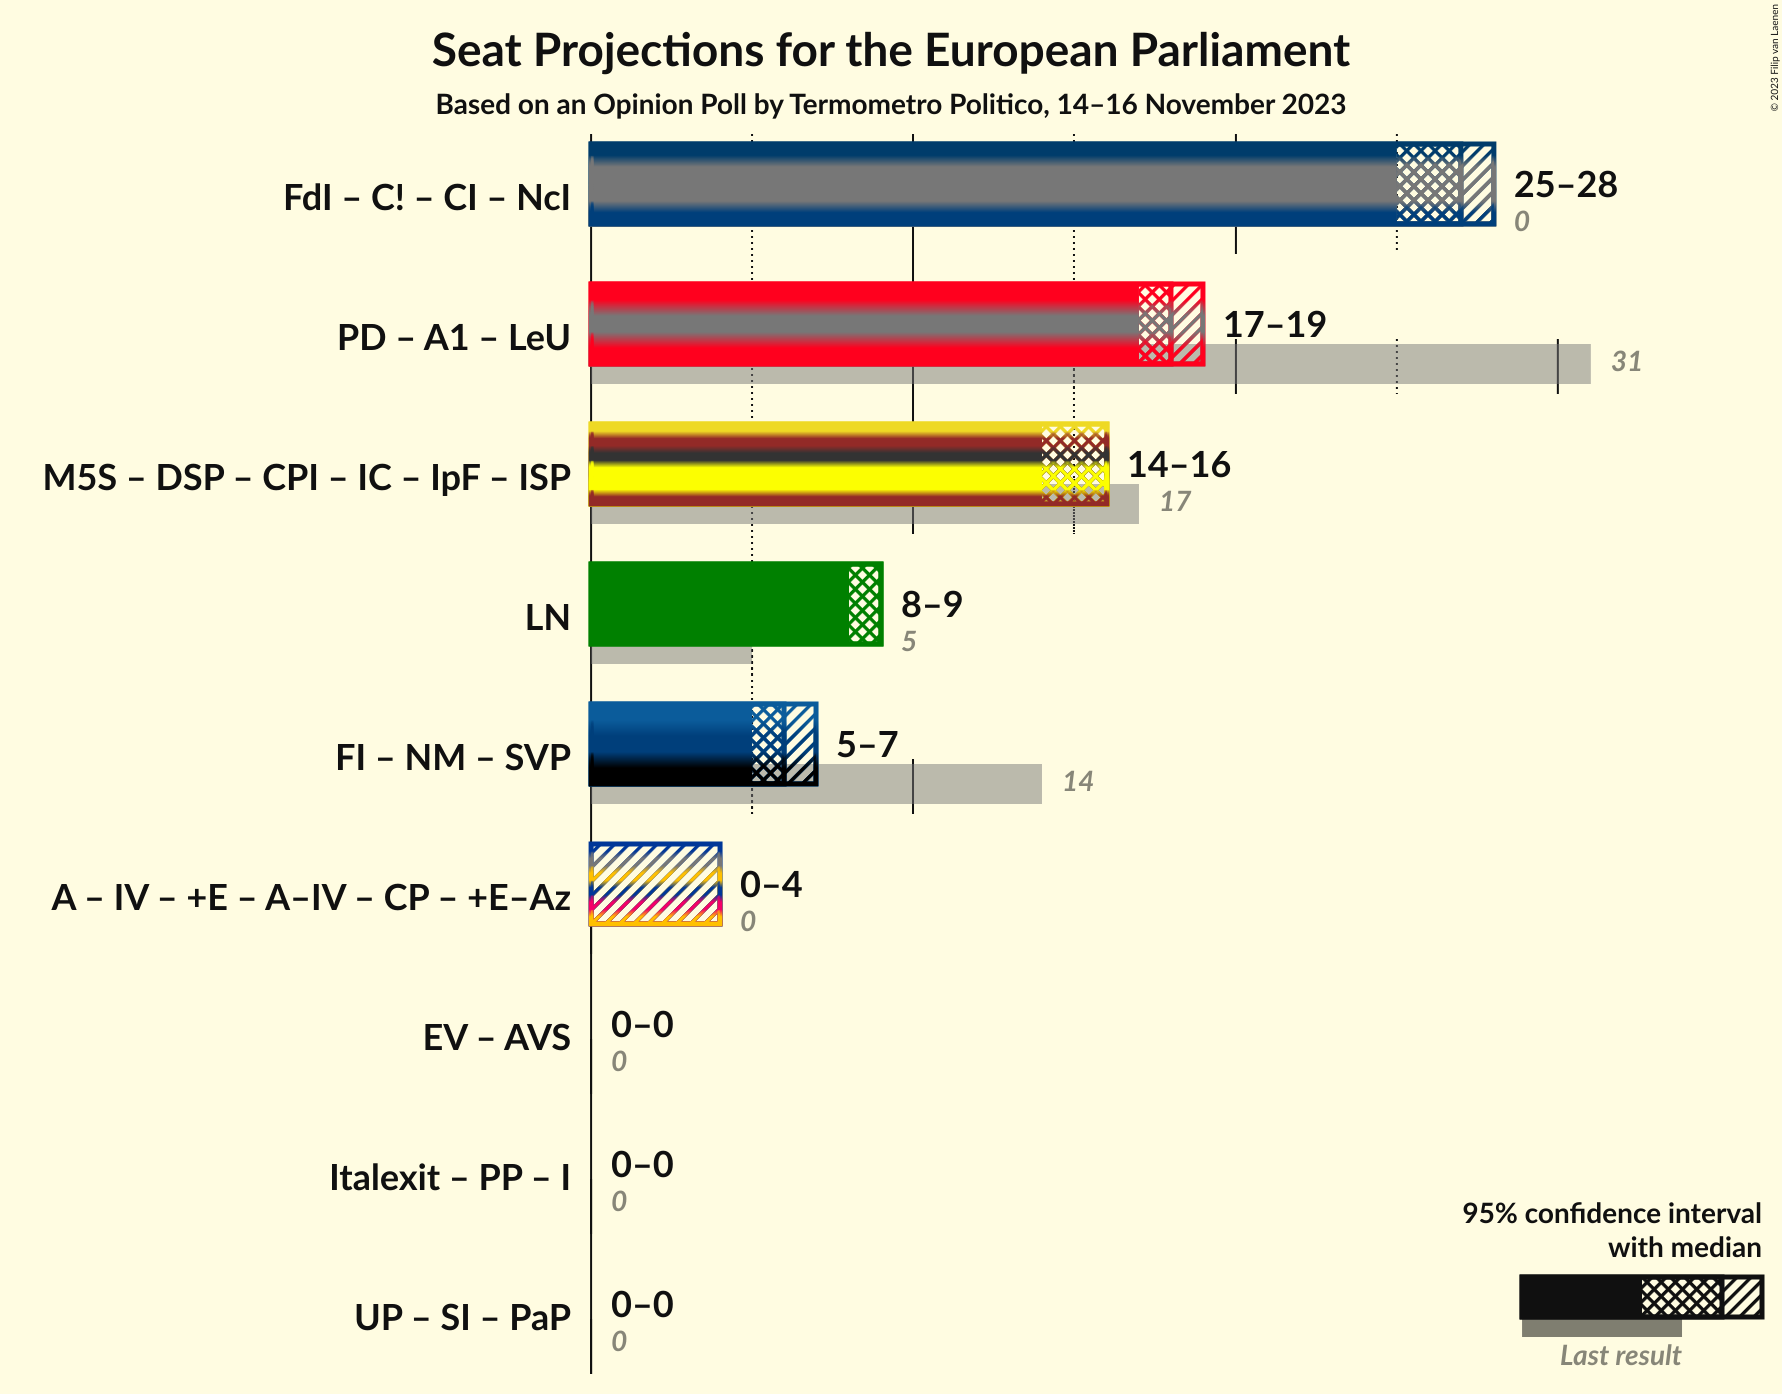 Seat Projections for the European Parliament
Based on an Opinion Poll by Termometro Politico, 14–16 November 2023
© 2023 Filip van Laenen
FdI – C! – CI – NcI
25–28
0
PD – A1 – LeU
17–19
31
M5S – DSP – CPI – IC – IpF – ISP
14–16
17
LN
8–9
5
FI – NM – SVP
5–7
14
A – IV – +E – A–IV – CP – +E–Az
0–4
0
EV – AVS
0–0
0
Italexit – PP – I
0–0
0
UP – SI – PaP
0–0
0
95% confidence interval
with median
Last result